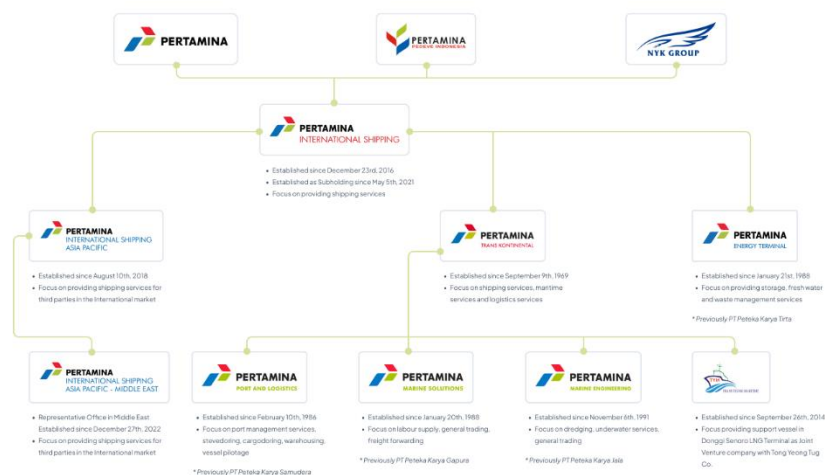 PERTAMINA
PERTAMINA
PEDEVE INDONESIA
NYK GROUP
PERTAMINA
INTERNATIONAL SHIPPING
• Established since December 23rd, 2016
• Established as Subholding since May 5th, 2021
• Focus on providing shipping services
PERTAMINA
INTERNATIONAL SHIPPING
ASIA PACIFIC
• Established since August 10th, 2018
• Focus on providing shipping services for
third parties in the International market
PERTAMINA
TRANS KONTINENTAL
• Established since September 9th, 1969
• Focus on shipping services, maritime
services and logistics services
PERTAMINA
ENERGY TERMINAL
• Established since January 21st, 1988
• Focus on providing storage, fresh water
and waste management services
* Previously PT Peteka Karya Tirta
PERTAMINA
INTERNATIONAL SHIPPING
ASIA PACIFIC - MIDDLE EAST
• Representative Office in Middle East
Established since December 27th, 2022
• Focus on providing shipping services for
third parties in the International market
PERTAMINA
PORT AND LOGISTICS
• Established since February 10th, 1986
• Focus on port management services,
stevedoring, cargodoring, warehousing,
vessel pilotage
* Previously PT Peteka Karya Samudera
PERTAMINA
MARINE SOLUTIONS
• Established since January 20th, 1988
• Focus on labour supply, general trading,
freight forwarding
* Previously PT Peteka Karya Gapura
PERTAMINA
MARINE ENGINEERING
• Established since November 6th, 1991
• Focus on dredging, underwater services,
general trading
* Previously PT Peteka Karya Jala
• Established since September 26th, 2014
• Focus providing support vessel in
Donggi Senoro LNG Terminal as Joint
Venture company with Tong Yeong Tug
Co.